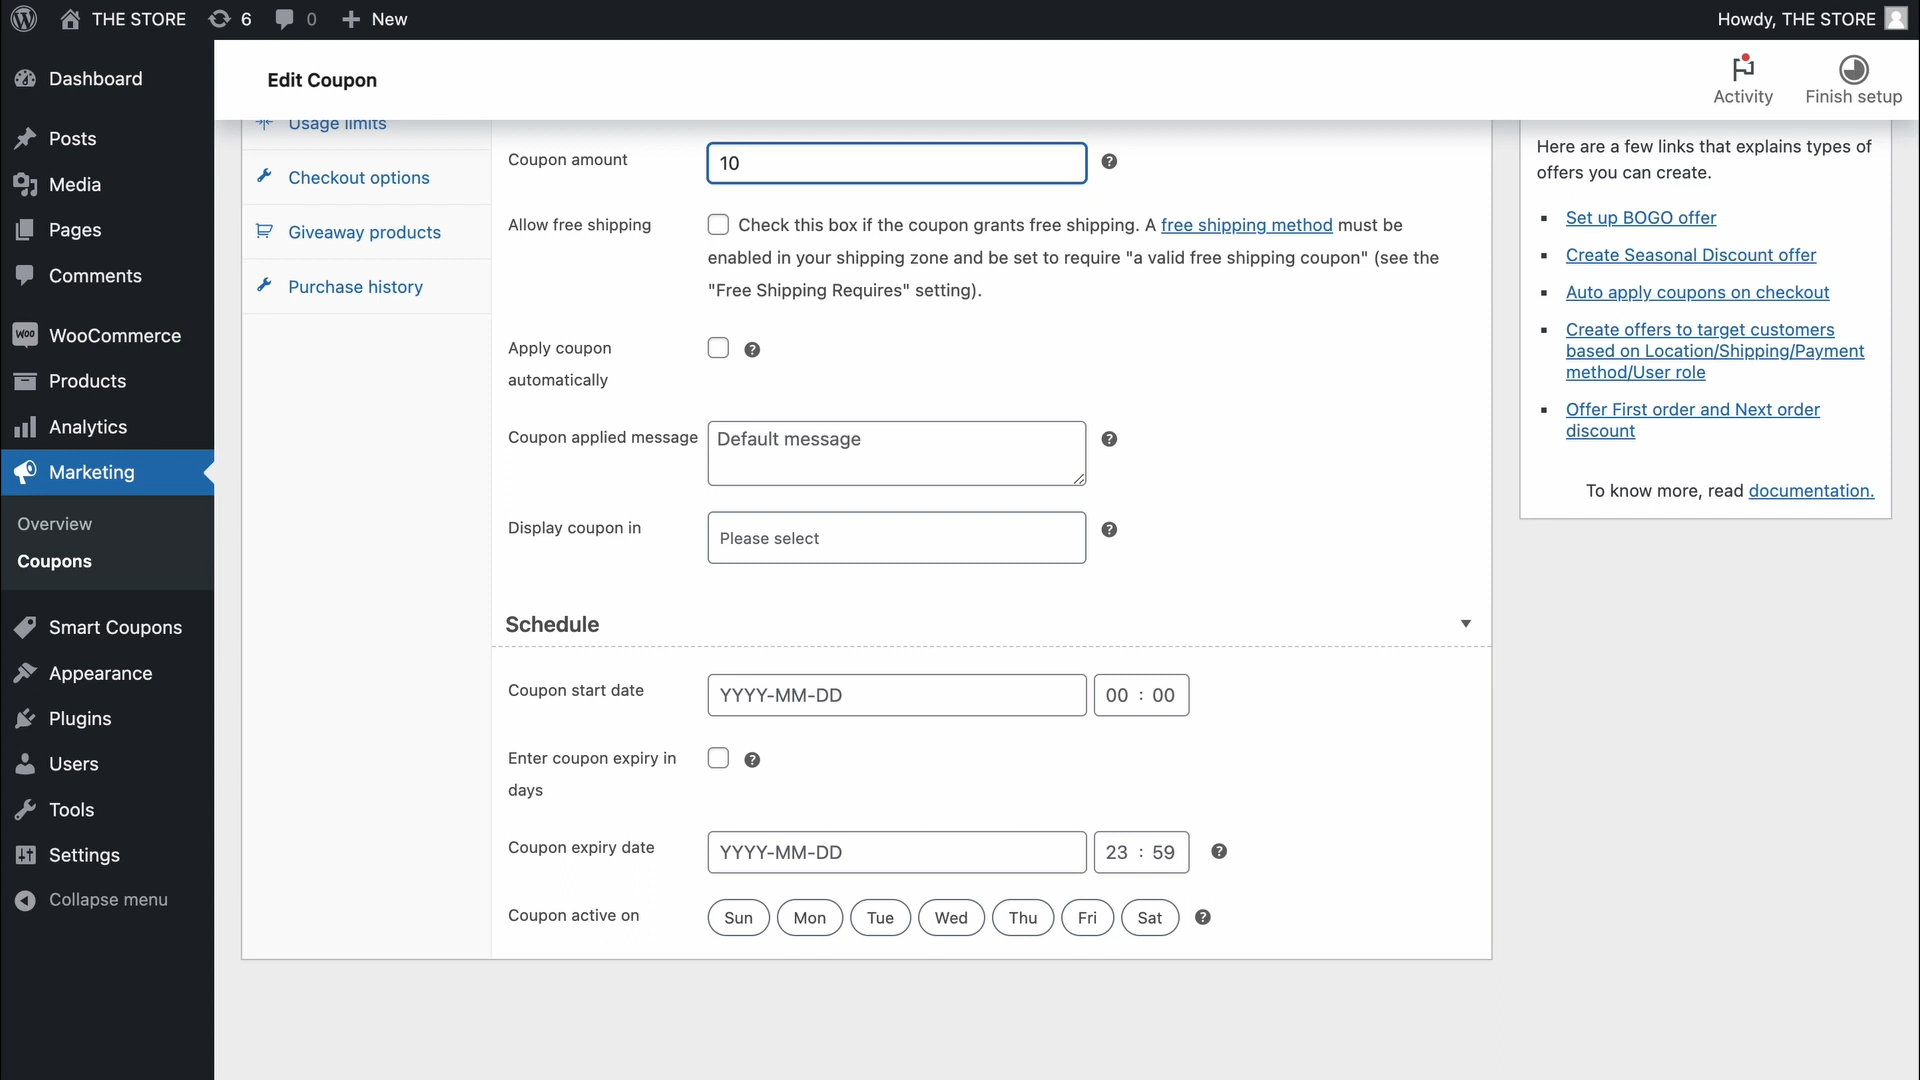 THE STORE
6
0
New
Howdy, THE STORE
Edit Coupon
Activity
Finish setup
Dashboard
Posts
Media
Pages
Comments
WooCommerce
Products
Analytics
Marketing
Overview
Coupons
Smart Coupons
Appearance
Plugins
Users
Tools
Settings
Collapse menu
Usage limits
Checkout options
Giveaway products
Purchase history
Coupon amount
10
Allow free shipping
Check this box if the coupon grants free shipping. A free shipping method must be
enabled in your shipping zone and be set to require "a valid free shipping coupon" (see the
"Free Shipping Requires" setting).
Apply coupon
automatically
Coupon applied message
Default message
Display coupon in
Please select
Schedule
Coupon start date
YYYY-MM-DD
00 : 00
Enter coupon expiry in
days
Coupon expiry date
YYYY-MM-DD
23 : 59
Coupon active on
Sun Mon Tue Wed Thu Fri Sat
Here are a few links that explains types of
offers you can create.
Set up BOGO offer
Create Seasonal Discount offer
Auto apply coupons on checkout
Create offers to target customers
based on Location/Shipping/Payment
method/User role
Offer First order and Next order
discount
To know more, read documentation.